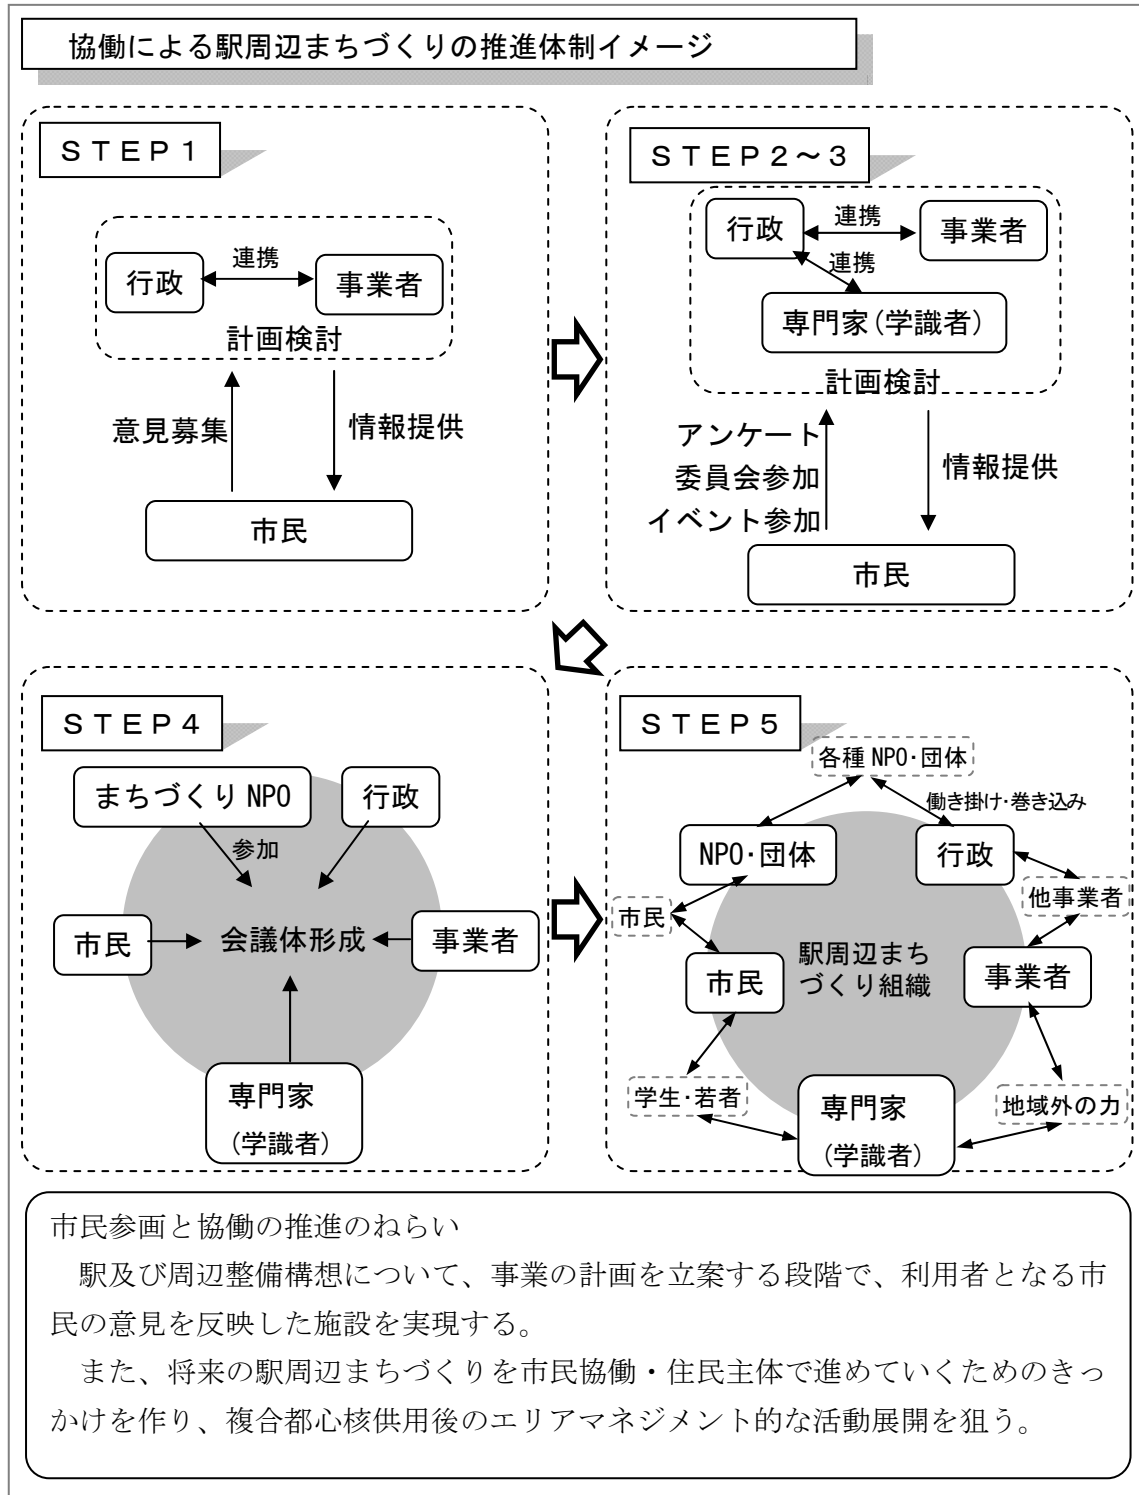 協働による駅周辺まちづくりの推進体制イメージ
ＳＴＥＰ１
行政
連携
事業者
計画検討
意見募集
情報提供
市民
ＳＴＥＰ２～３
行政
連携
事業者
連携
専門家(学識者)
計画検討
アンケート
委員会参加
イベント参加
情報提供
市民
ＳＴＥＰ４
まちづくり NPO
行政
参加
市民
会議体形成
事業者
専門家
(学識者)
ＳＴＥＰ５
各種 NPO・団体
働き掛け・巻き込み
NPO・団体
行政
他事業者
市民
市民
駅周辺まち
づくり組織
事業者
学生・若者
専門家
(学識者)
地域外の力
市民参画と協働の推進のねらい
駅及び周辺整備構想について、事業の計画を立案する段階で、利用者となる市
民の意見を反映した施設を実現する。
また、将来の駅周辺まちづくりを市民協働・住民主体で進めていくためのきっ
かけを作り、複合都心核供用後のエリアマネジメント的な活動展開を狙う。